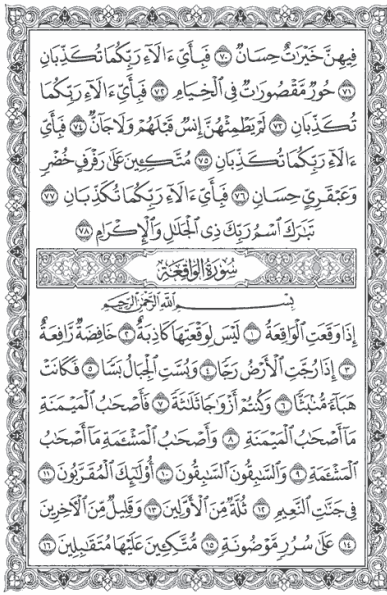 فِيهِنَّ خَيْرَٰتٌ حِسَانٌ ٧٠ فَبِأَيِّ ءَالَآءِ رَبِّكُمَا تُكَذِّبَانِ
٧١ حُورٌ مَّقْصُورَٰتٌ فِى ٱلْخِيَامِ ٧٢ فَبِأَيِّ ءَالَآءِ رَبِّكُمَا
تُكَذِّبَانِ ٧٣ لَمْ يَطْمِثْهُنَّ إِنسٌ قَبْلَهُمْ وَلَا جَآنٌّ ٧٤ فَبِأَيِّ
ءَالَآءِ رَبِّكُمَا تُكَذِّبَانِ ٧٥ مُتَّكِـِٔينَ عَلَىٰ رَفْرَفٍ خُضْرٍ
وَعَبْقَرِىٍّ حِسَانٍ ٧٦ فَبِأَيِّ ءَالَآءِ رَبِّكُمَا تُكَذِّبَانِ ٧٧
تَبَٰرَكَ ٱسْمُ رَبِّكَ ذِى ٱلْجَلَٰلِ وَٱلْإِكْرَامِ ٧٨
سُورَةُ الوَاقِعَةِ
بِسْمِ ٱللَّهِ ٱلرَّحْمَٰنِ ٱلرَّحِيمِ
إِذَا وَقَعَتِ ٱلْوَاقِعَةُ ١ لَيْسَ لِوَقْعَتِهَا كَاذِبَةٌ ٢ خَافِضَةٌ رَّافِعَةٌ
٣ إِذَا رُجَّتِ ٱلْأَرْضُ رَجًّا ٤ وَبُسَّتِ ٱلْجِبَالُ بَسًّا ٥ فَكَانَتْ
هَبَآءً مُّنۢبَثًّا ٦ وَكُنتُمْ أَزْوَٰجًا ثَلَٰثَةً ٧ فَأَصْحَٰبُ ٱلْمَيْمَنَةِ
مَآ أَصْحَٰبُ ٱلْمَيْمَنَةِ ٨ وَأَصْحَٰبُ ٱلْمَشْـَٔمَةِ مَآ أَصْحَٰبُ
ٱلْمَشْـَٔمَةِ ٩ وَٱلسَّٰبِقُونَ ٱلسَّٰبِقُونَ ١٠ أُو۟لَٰٓئِكَ ٱلْمُقَرَّبُونَ ١١
فِى جَنَّٰتِ ٱلنَّعِيمِ ١٢ ثُلَّةٌ مِّنَ ٱلْأَوَّلِينَ ١٣ وَقَلِيلٌ مِّنَ ٱلْـَٔاخِرِينَ
١٤ عَلَىٰ سُرُرٍ مَّوْضُونَةٍ ١٥ مُّتَّكِـِٔينَ عَلَيْهَا مُتَقَٰبِلِينَ ١٦